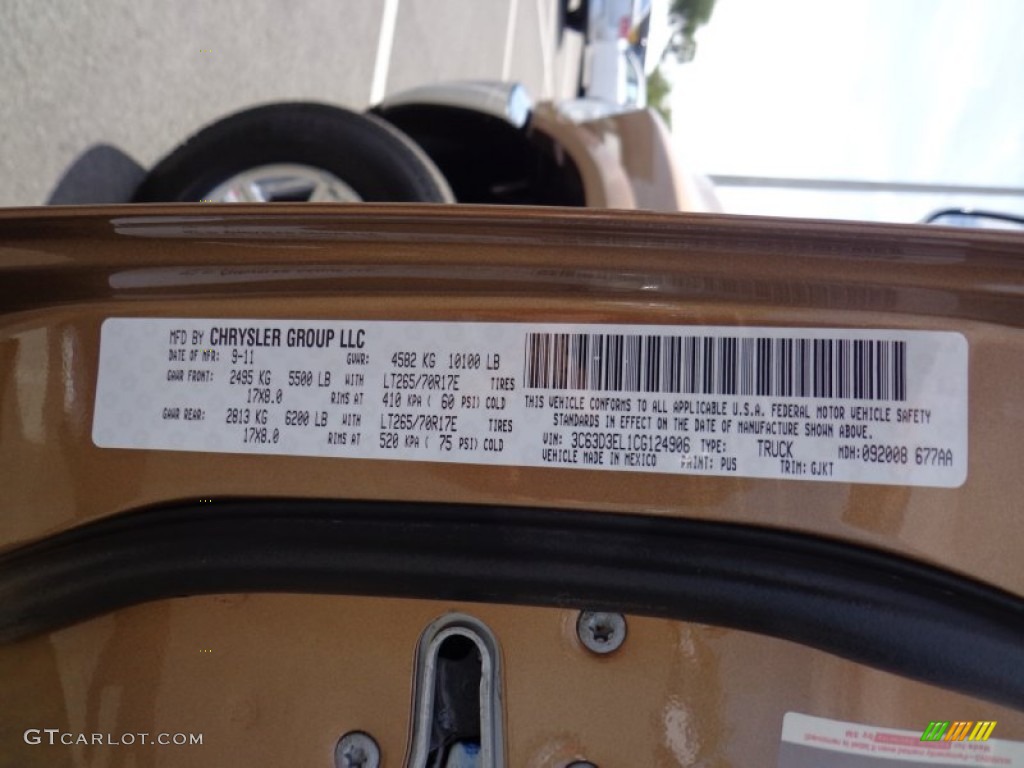 MFD BY CHRYSLER GROUP LLC
DATE OF MFR: 9-11 GVWR: 4582 KG 10100 LB
GAWR FRONT: 2495 KG 5500 LB WITH LT265/70R17E TIRES
17X8.0 RIMS AT 410 KPA ( 60 PSI) COLD
GAWR REAR: 2813 KG 6200 LB WITH LT265/70R17E TIRES
17X8.0 RIMS AT 520 KPA ( 75 PSI) COLD
THIS VEHICLE CONFORMS TO ALL APPLICABLE U.S.A. FEDERAL MOTOR VEHICLE SAFETY
STANDARDS IN EFFECT ON THE DATE OF MANUFACTURE SHOWN ABOVE.
VIN: 3C63D3EL1CG124906 TYPE: TRUCK MDH:092008 677AA
VEHICLE MADE IN MEXICO PAINT: PUS TRIM: GJKT
GTCARLOT.COM